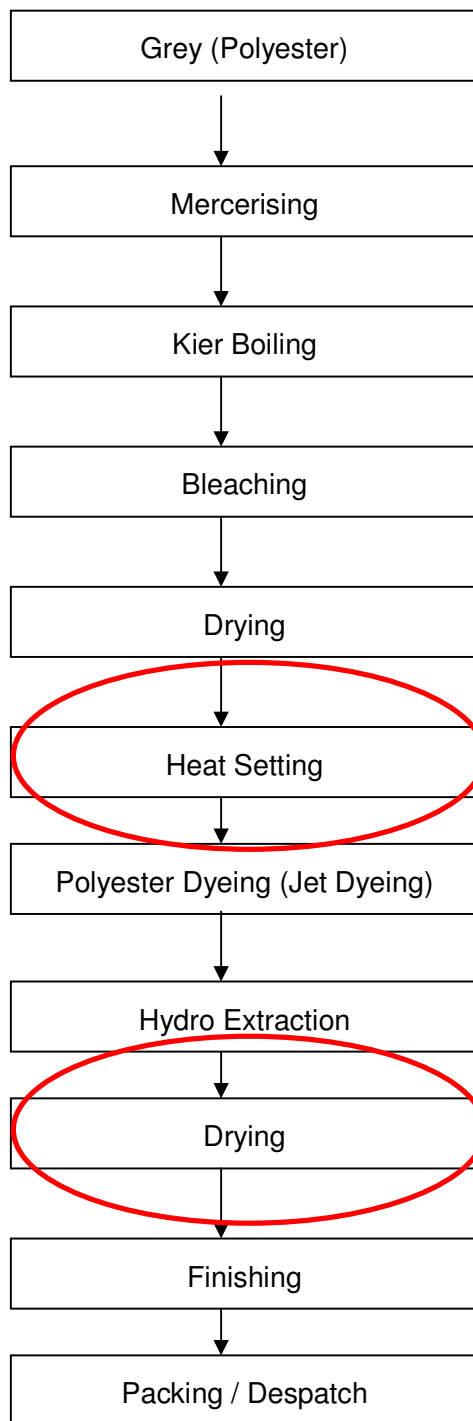 Grey (Polyester)
Mercerising
Kier Boiling
Bleaching
Drying
Heat Setting
Polyester Dyeing (Jet Dyeing)
Hydro Extraction
Drying
Finishing
Packing / Despatch